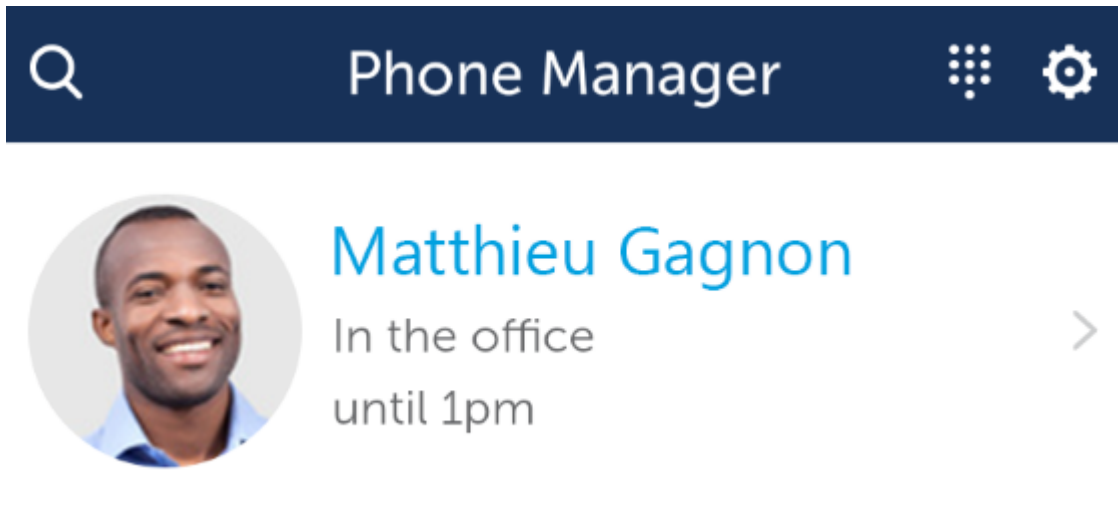 Phone Manager
Matthieu Gagnon
In the office
until 1pm